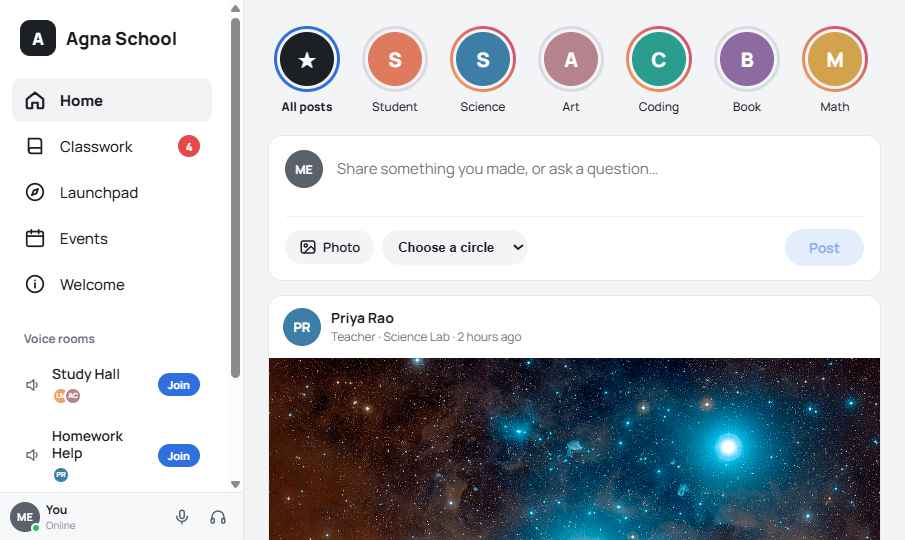 A Agna School
Home
Classwork 4
Launchpad
Events
Welcome
Voice rooms
Study Hall
AC
Join
Homework
Help
PR
Join
ME You
Online
S S A C B M
All posts Student Science Art Coding Book Math
ME Share something you made, or ask a question...
Photo Choose a circle Post
PR Priya Rao
Teacher · Science Lab · 2 hours ago